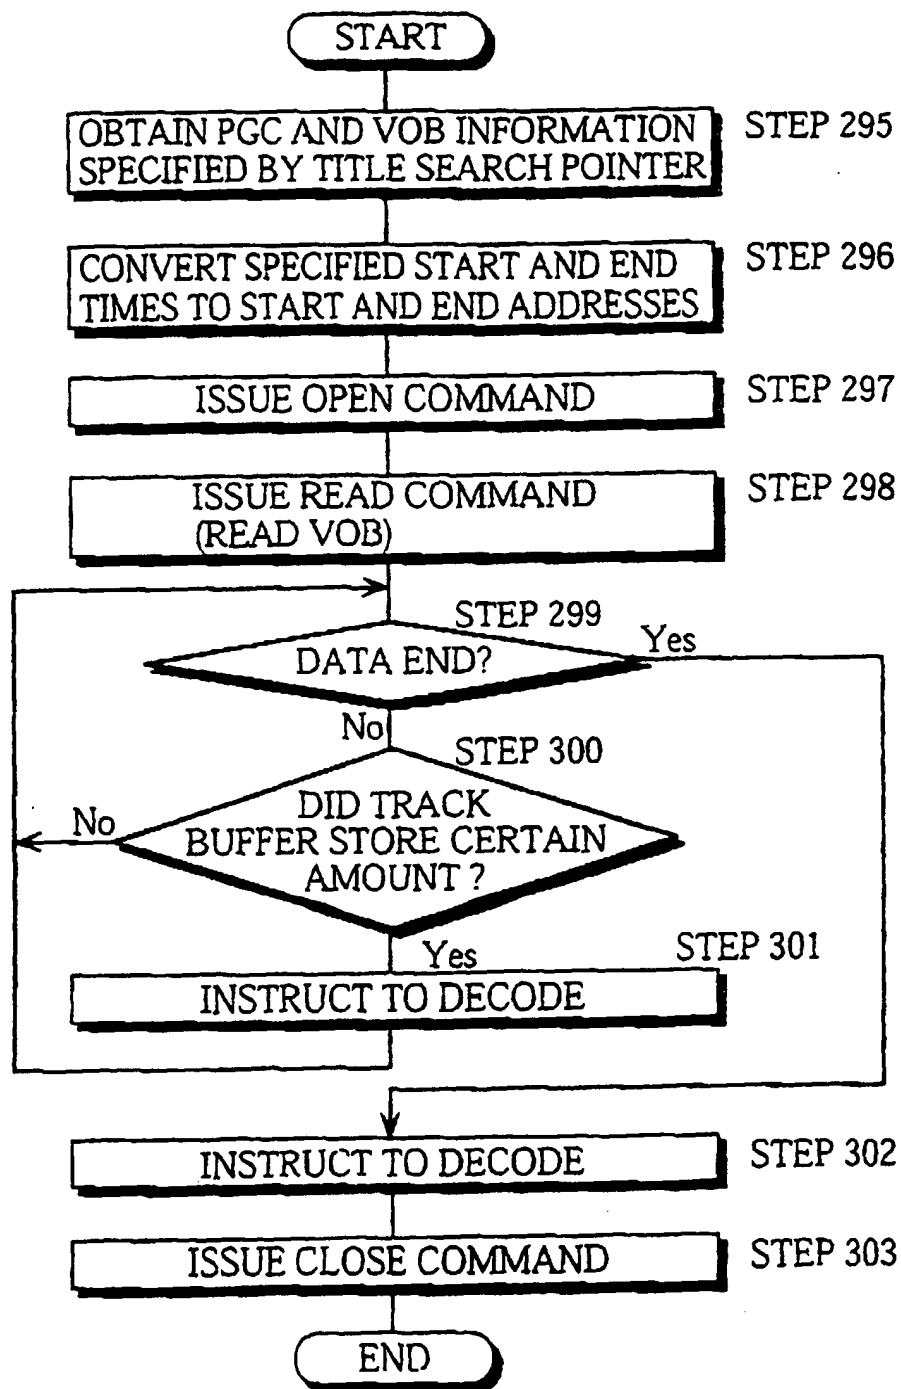 START
OBTAIN PGC AND VOB INFORMATION
SPECIFIED BY TITLE SEARCH POINTER
STEP 295
CONVERT SPECIFIED START AND END
TIMES TO START AND END ADDRESSES
STEP 296
ISSUE OPEN COMMAND
STEP 297
ISSUE READ COMMAND
(READ VOB)
STEP 298
STEP 299
DATA END?
Yes
No
STEP 300
DID TRACK
BUFFER STORE CERTAIN
AMOUNT ?
No
Yes
STEP 301
INSTRUCT TO DECODE
INSTRUCT TO DECODE
STEP 302
ISSUE CLOSE COMMAND
STEP 303
END